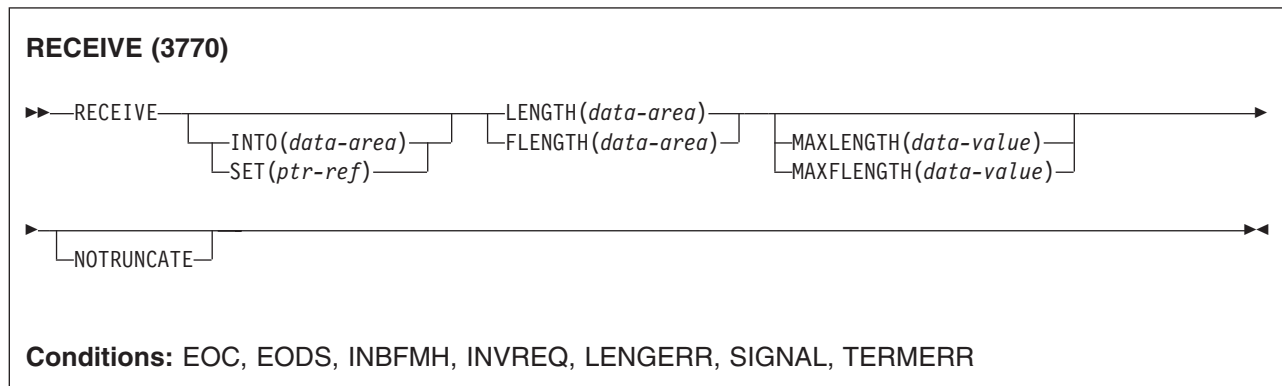 RECEIVE (3770)
RECEIVE LENGTH(data-area)
INTO(data-area) FLENGTH(data-area) MAXLENGTH(data-value)
SET(ptr-ref) MAXFLENGTH(data-value)
NOTRUNCATE
Conditions: EOC, EODS, INBFMH, INVREQ, LENGERR, SIGNAL, TERMERR